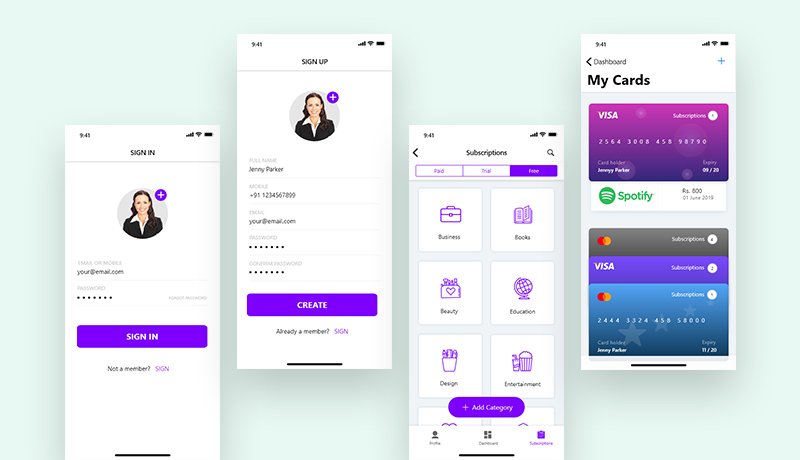 9:41
SIGN IN
EMAIL OR MOBILE
your@email.com
PASSWORD
FORGOT PASSWORD
SIGN IN
Not a member? SIGN
9:41
SIGN UP
FULL NAME
Jenny Parker
MOBILE
+91 1234567899
EMAIL
your@email.com
PASSWORD
CONFIRM PASSWORD
CREATE
Already a member? SIGN
9:41
Subscriptions
Paid Trial Free
Business Books
Beauty Education
Design Entertainment
+ Add Category
Profile Dashboard Subscriptions
9:41
Dashboard
My Cards
VISA Subscriptions 1
2564 3008 458 98790
Card holder Expiry
Jennyy Parker 09 / 20
Spotify Rs. 800
01 June 2019
Subscriptions 4
VISA Subscriptions 2
Subscriptions 1
2444 3324 458 58000
Card holder Expiry
Jenny Parker 11 / 20